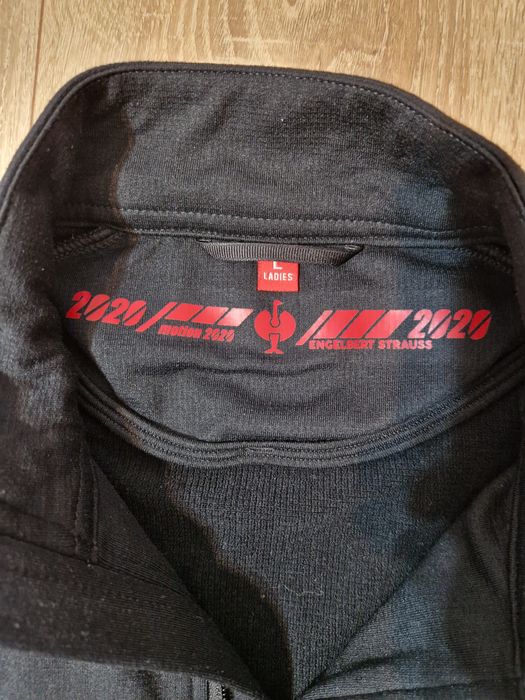 L
LADIES
2020 2020
motion 2020 ENGELBERT STRAUSS